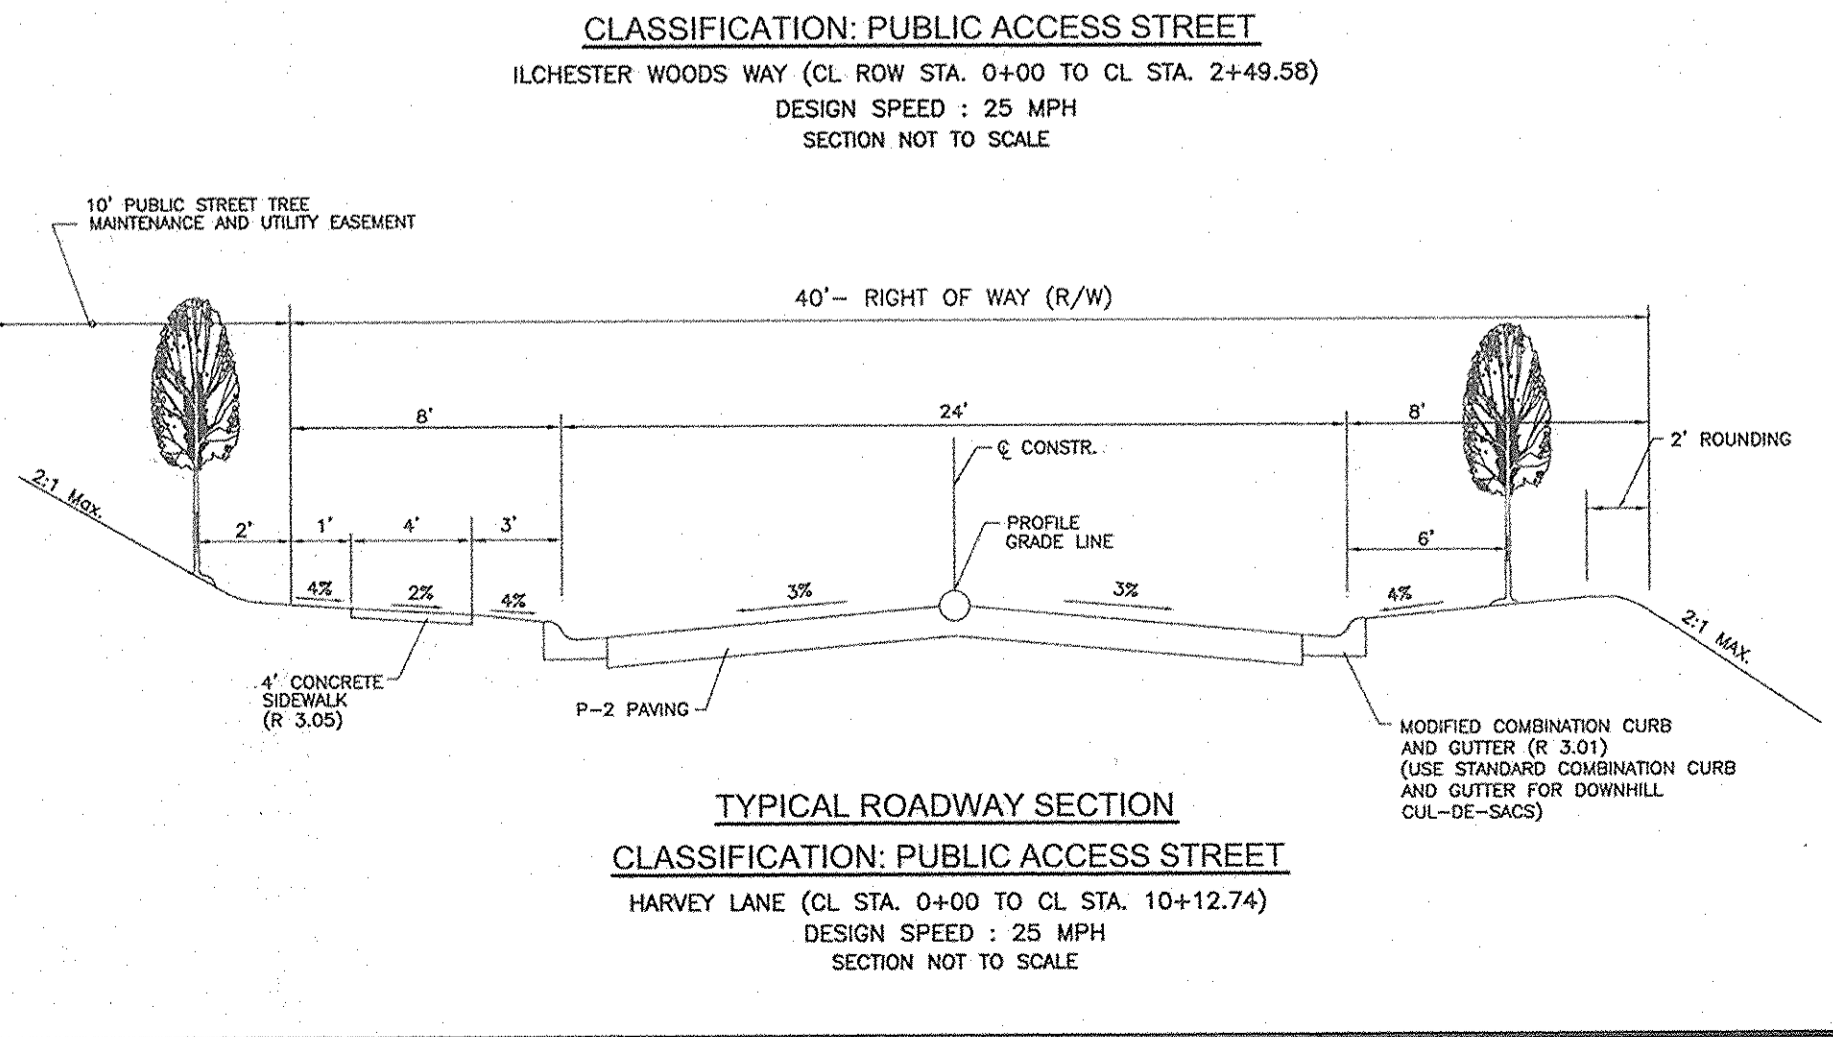 CLASSIFICATION: PUBLIC ACCESS STREET
ILCHESTER WOODS WAY (CL ROW STA. 0+00 TO CL STA. 2+49.58)
DESIGN SPEED : 25 MPH
SECTION NOT TO SCALE
10' PUBLIC STREET TREE
MAINTENANCE AND UTILITY EASEMENT
40'- RIGHT OF WAY (R/W)
8'
24'
8'
℄ CONSTR.
2' ROUNDING
2:1 Max.
2'
1'
4'
3'
PROFILE
GRADE LINE
6'
4%
2%
4%
3%
3%
4%
2:1 MAX.
4' CONCRETE
SIDEWALK
(R 3.05)
P-2 PAVING
MODIFIED COMBINATION CURB
AND GUTTER (R 3.01)
(USE STANDARD COMBINATION CURB
AND GUTTER FOR DOWNHILL
CUL-DE-SACS)
TYPICAL ROADWAY SECTION
CLASSIFICATION: PUBLIC ACCESS STREET
HARVEY LANE (CL STA. 0+00 TO CL STA. 10+12.74)
DESIGN SPEED : 25 MPH
SECTION NOT TO SCALE